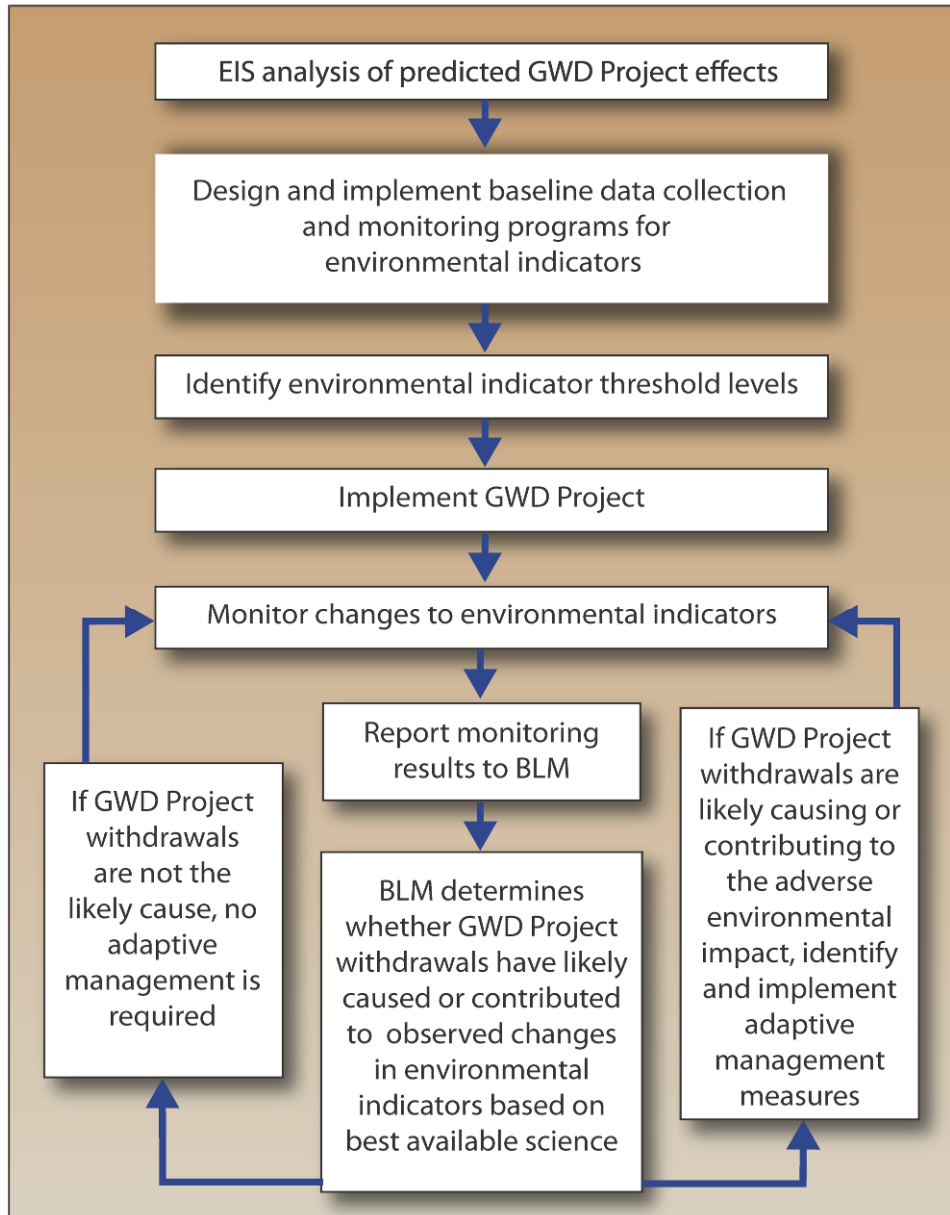 EIS analysis of predicted GWD Project effects
Design and implement baseline data collection
and monitoring programs for
environmental indicators
Identify environmental indicator threshold levels
Implement GWD Project
Monitor changes to environmental indicators
Report monitoring
results to BLM
If GWD Project
withdrawals
are not the
likely cause, no
adaptive
management is
required
BLM determines
whether GWD Project
withdrawals have likely
caused or contributed
to observed changes
in environmental
indicators based on
best available science
If GWD Project
withdrawals are
likely causing or
contributing to
the adverse
environmental
impact, identify
and implement
adaptive
management
measures